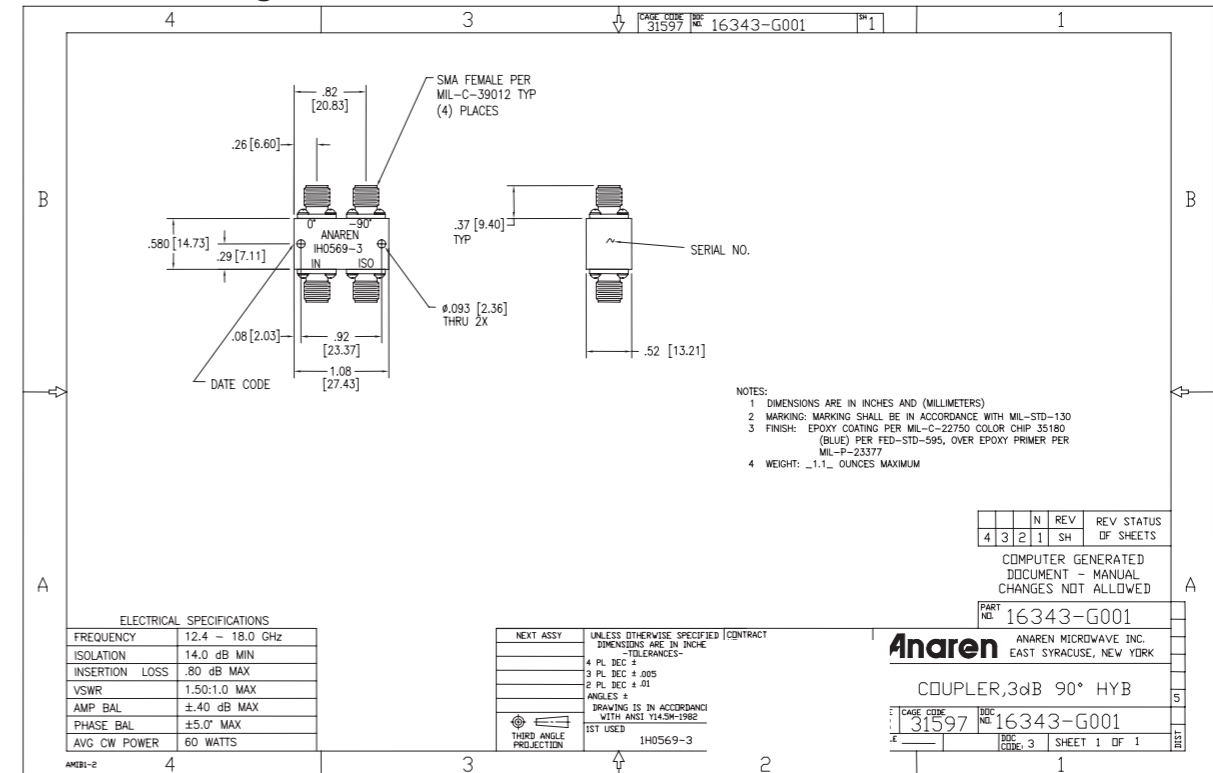 4
3
CAGE CODE 31597
DOC NO. 16343-G001
SH 1
1
.82
[20.83]
SMA FEMALE PER
MIL-C-39012 TYP
(4) PLACES
.26 [6.60]
B
B
0° -90°
ANAREN
IH0569-3
IN ISO
.580 [14.73]
.29 [7.11]
.37 [9.40]
TYP
SERIAL NO.
Ø.093 [2.36]
THRU 2X
.08 [2.03]
.92
[23.37]
1.08
[27.43]
DATE CODE
.52 [13.21]
NOTES:
1 DIMENSIONS ARE IN INCHES AND (MILLIMETERS)
2 MARKING: MARKING SHALL BE IN ACCORDANCE WITH MIL-STD-130
3 FINISH: EPOXY COATING PER MIL-C-22750 COLOR CHIP 35180
(BLUE) PER FED-STD-595, OVER EPOXY PRIMER PER
MIL-P-23377
4 WEIGHT: _1.1_ OUNCES MAXIMUM
N REV REV STATUS
4 3 2 1 SH OF SHEETS
COMPUTER GENERATED
DOCUMENT - MANUAL
CHANGES NOT ALLOWED
A
A
PART NO. 16343-G001
ELECTRICAL SPECIFICATIONS
FREQUENCY 12.4 - 18.0 GHz
ISOLATION 14.0 dB MIN
INSERTION LOSS .80 dB MAX
VSWR 1.50:1.0 MAX
AMP BAL ±.40 dB MAX
PHASE BAL ±5.0° MAX
AVG CW POWER 60 WATTS
AMIB1-2
NEXT ASSY
THIRD ANGLE
PROJECTION
UNLESS OTHERWISE SPECIFIED
DIMENSIONS ARE IN INCHE
-TOLERANCES-
4 PL DEC ±
3 PL DEC ± .005
2 PL DEC ± .01
ANGLES ±
DRAWING IS IN ACCORDANC
WITH ANSI Y14.5M-1982
1ST USED
1H0569-3
CONTRACT
Anaren
ANAREN MICROWAVE INC.
EAST SYRACUSE, NEW YORK
COUPLER,3dB 90° HYB
CAGE CODE 31597
DOC NO. 16343-G001
DOC CODE: 3
SHEET 1 OF 1
5
DIST
4
3
2
1